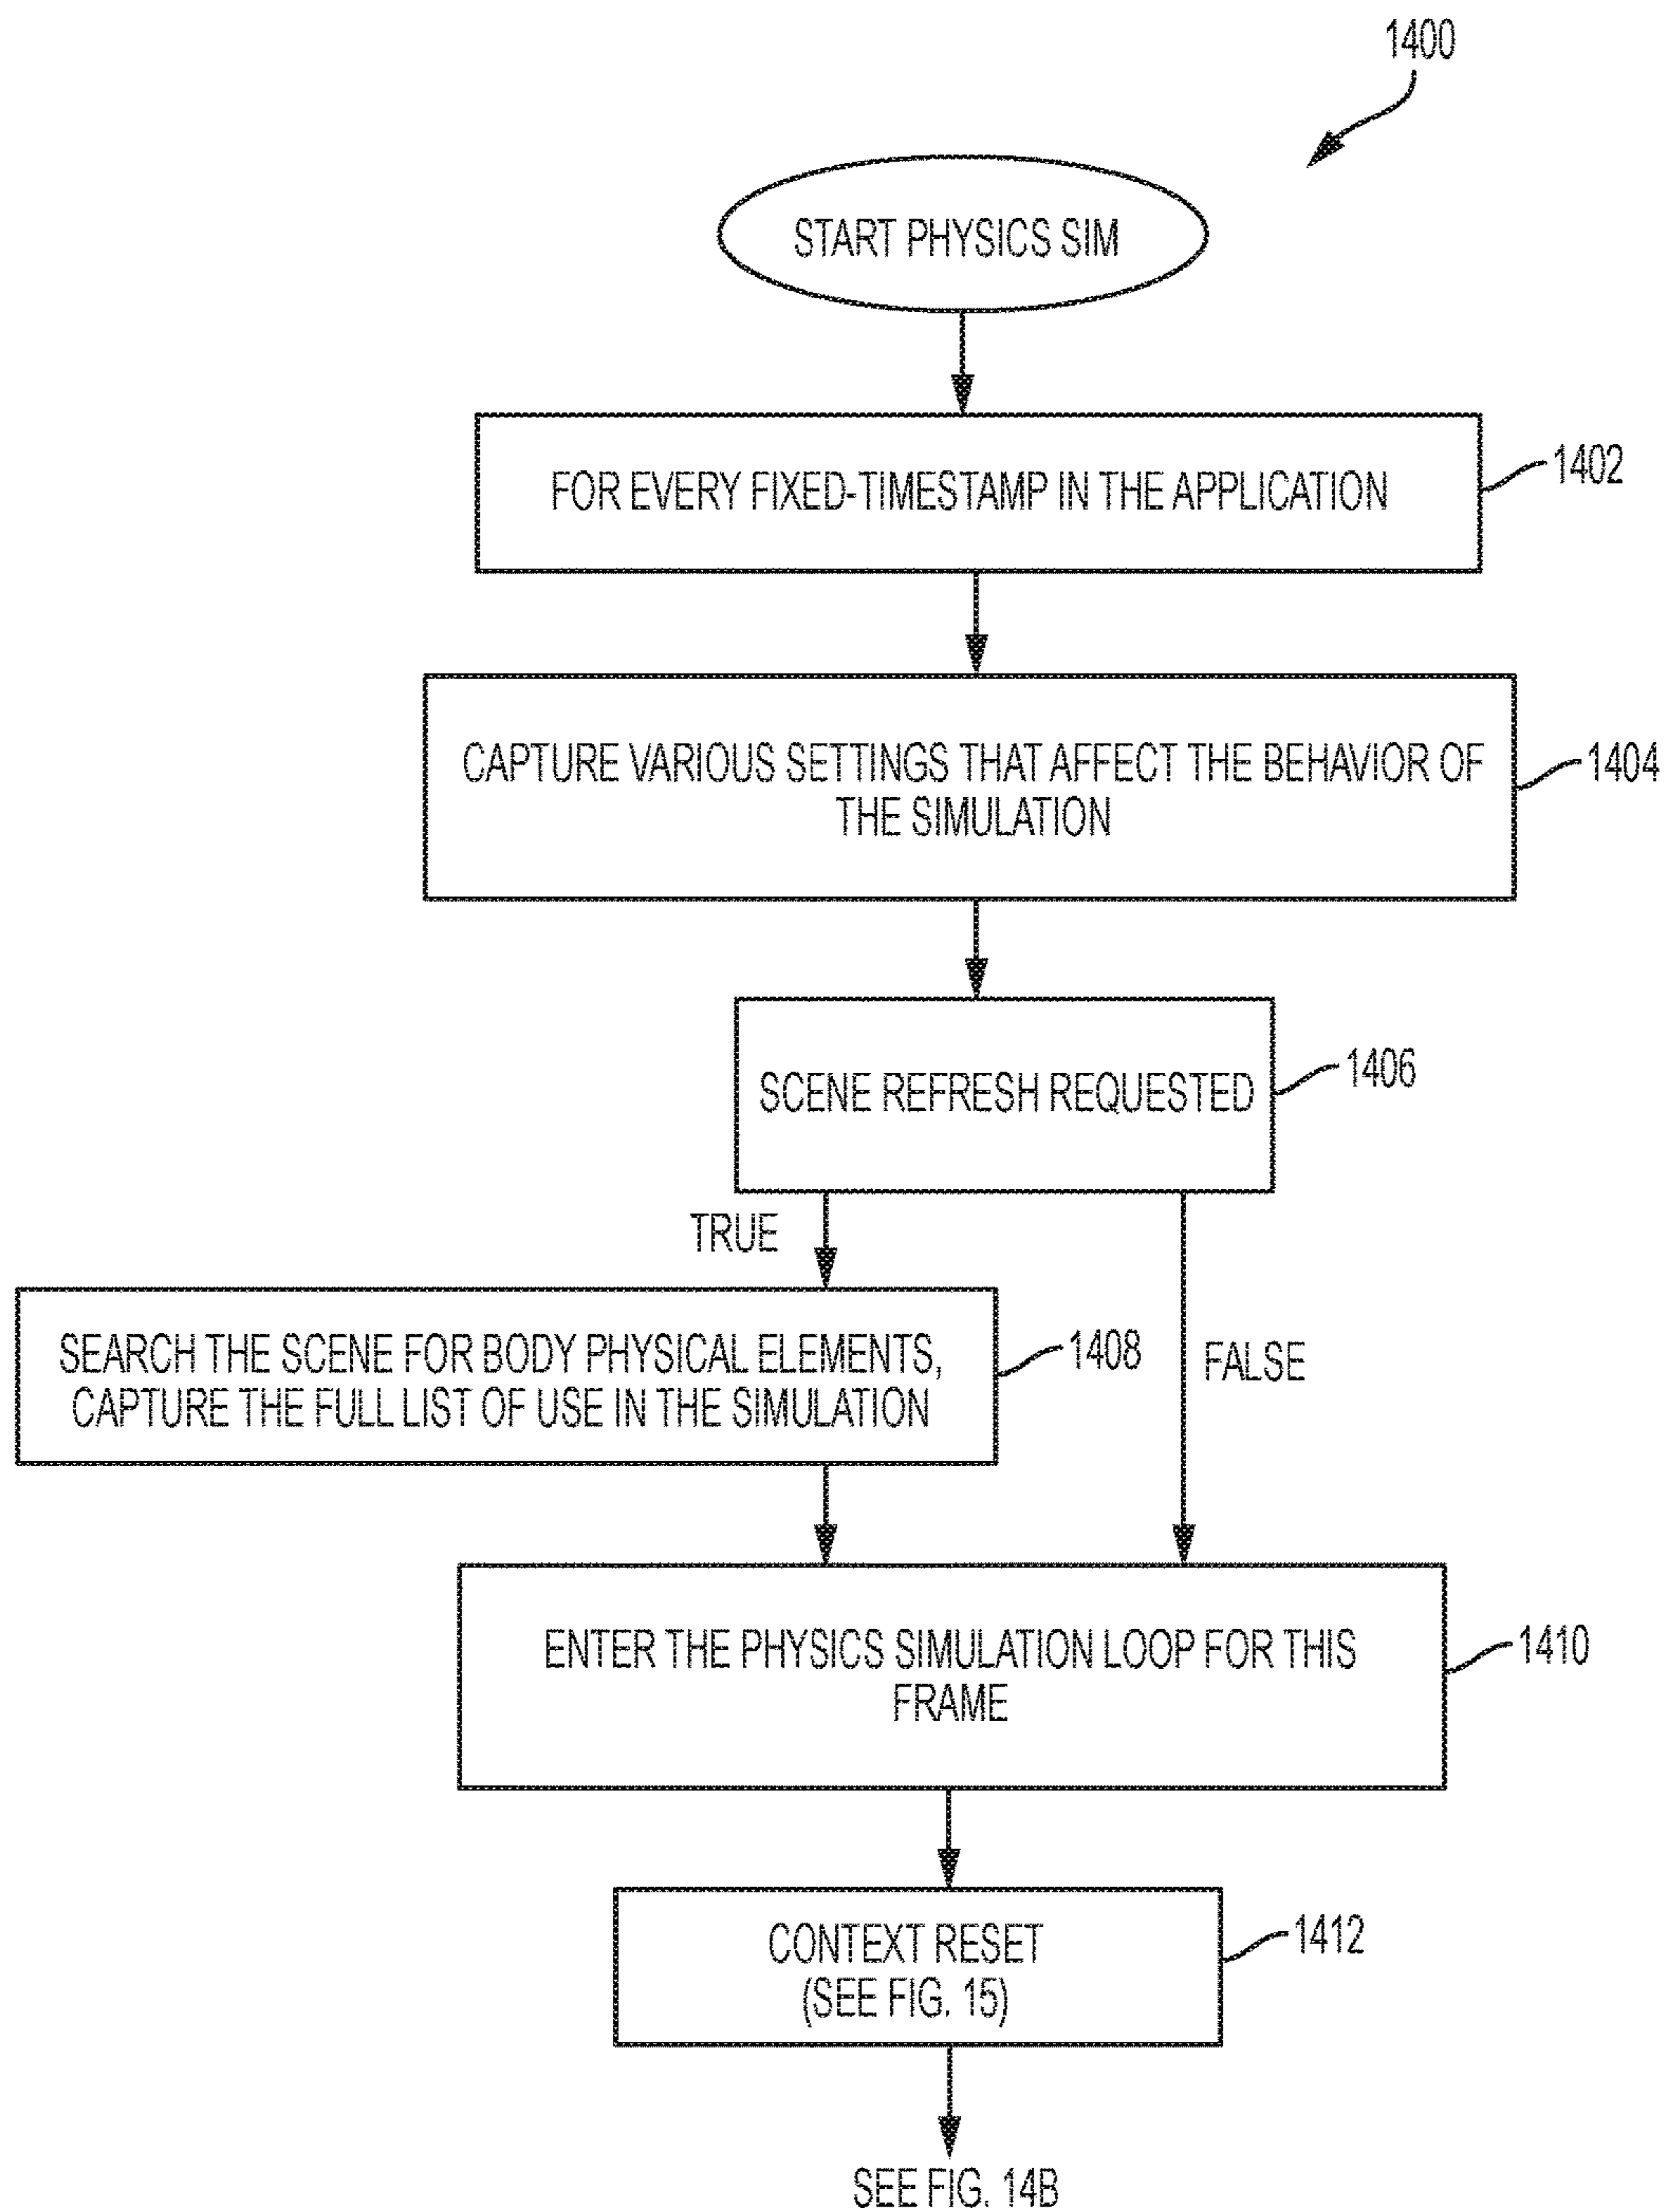 1400
START PHYSICS SIM
FOR EVERY FIXED-TIMESTAMP IN THE APPLICATION
1402
CAPTURE VARIOUS SETTINGS THAT AFFECT THE BEHAVIOR OF
THE SIMULATION
1404
SCENE REFRESH REQUESTED
1406
TRUE
FALSE
SEARCH THE SCENE FOR BODY PHYSICAL ELEMENTS,
CAPTURE THE FULL LIST OF USE IN THE SIMULATION
1408
ENTER THE PHYSICS SIMULATION LOOP FOR THIS
FRAME
1410
CONTEXT RESET
(SEE FIG. 15)
1412
SEE FIG. 14B